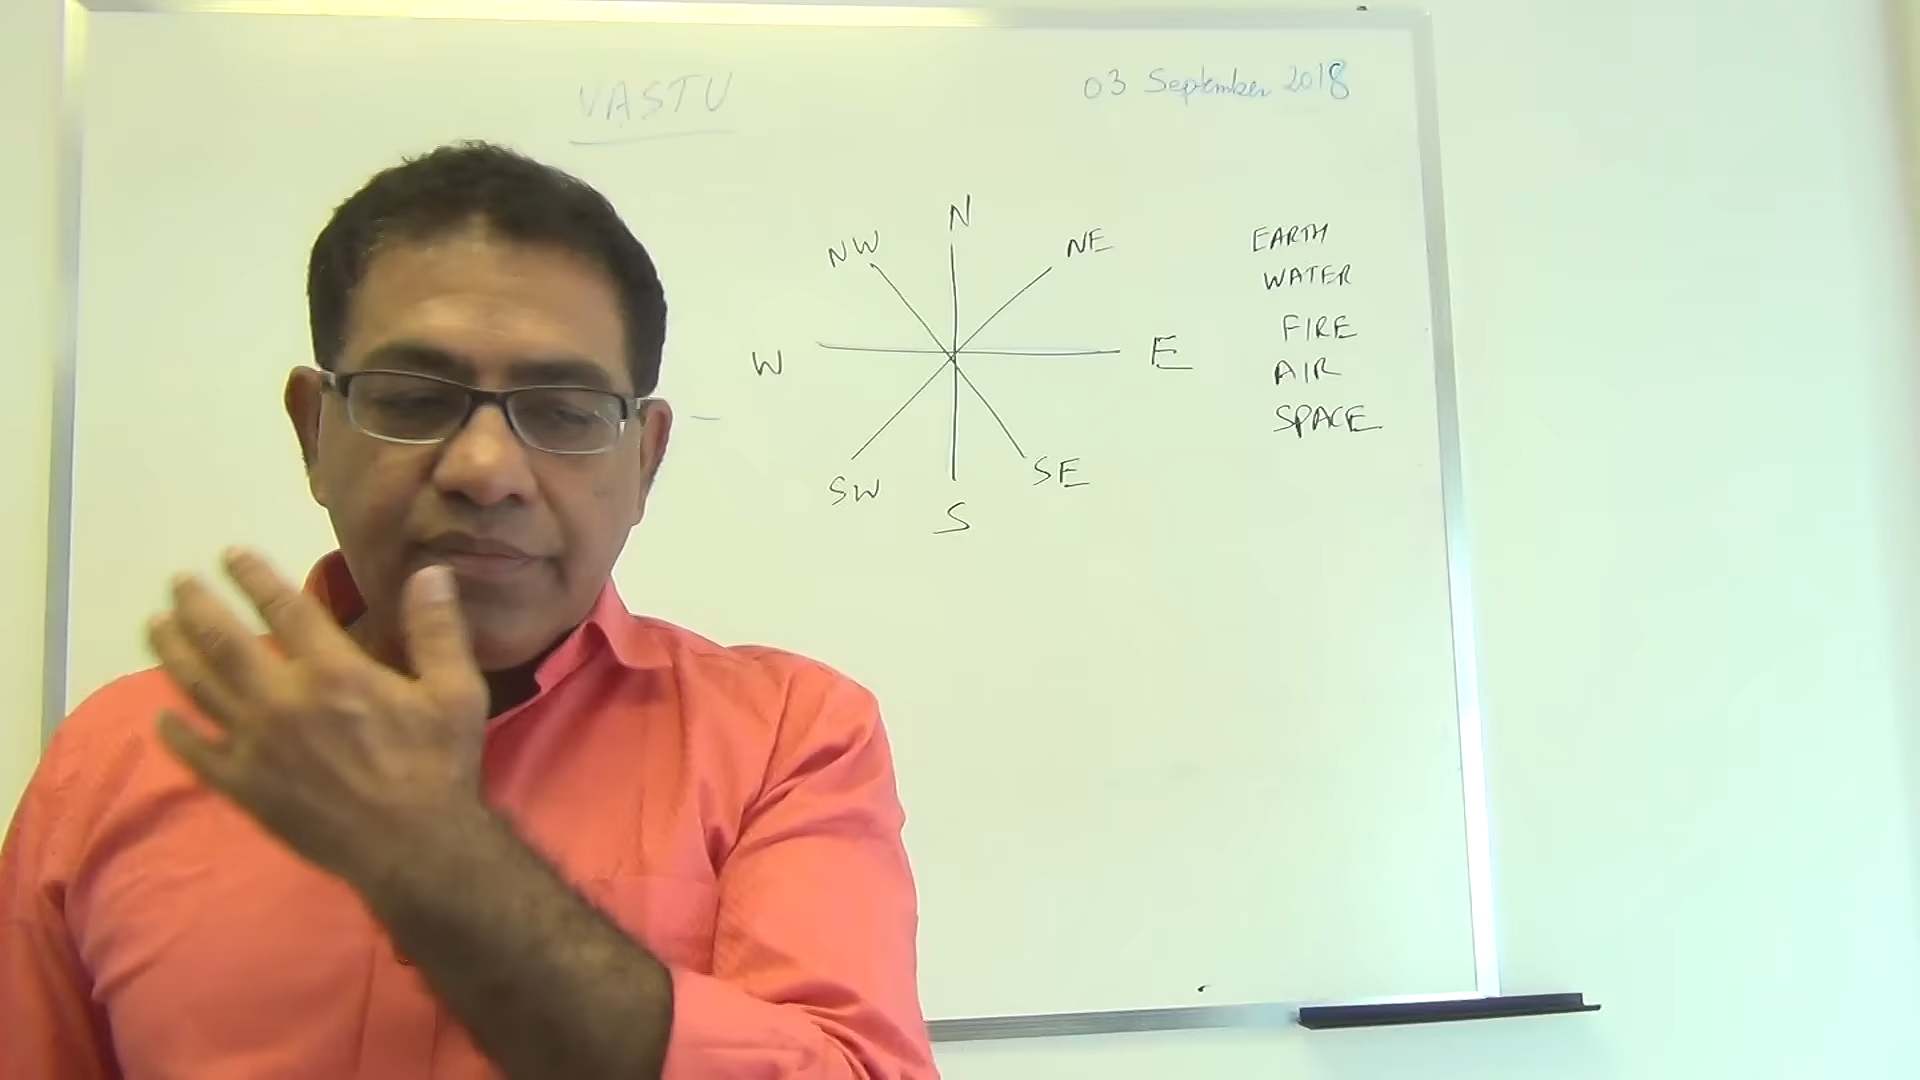 VASTU
03 September 2018
N
NW
NE
W
E
SW
SE
S
EARTH
WATER
FIRE
AIR
SPACE